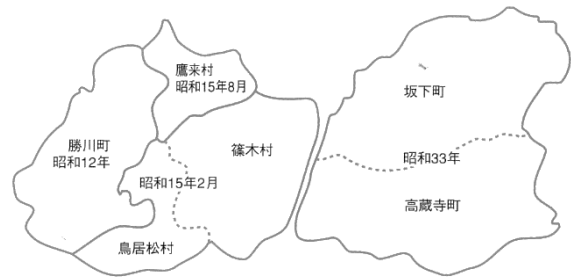 鷹来村
昭和15年8月
坂下町
勝川町
昭和12年
篠木村
昭和33年
昭和15年2月
高蔵寺町
鳥居松村